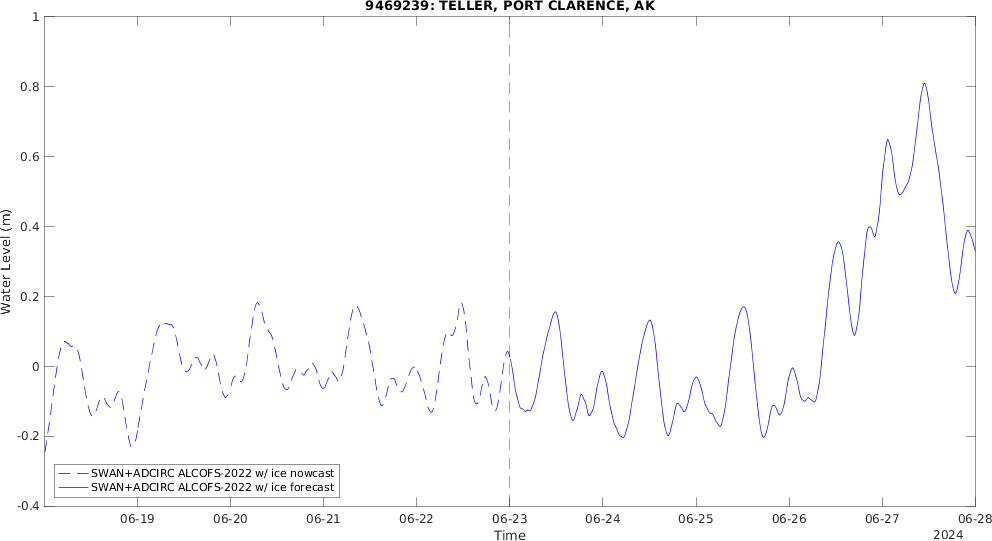 9469239: TELLER, PORT CLARENCE, AK
1
0.8
0.6
0.4
0.2
0
-0.2
-0.4
Water Level (m)
SWAN+ADCIRC ALCOFS-2022 w/ ice nowcast
SWAN+ADCIRC ALCOFS-2022 w/ ice forecast
06-19 06-20 06-21 06-22 06-23 06-24 06-25 06-26 06-27 06-28
Time
2024